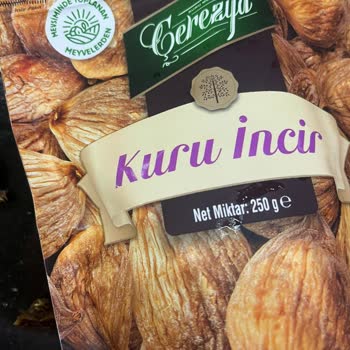 MEVSİMİNDE TOPLANAN
MEYVELERDEN
Çerezya
Kuru İncir
Net Miktar: 250 g e